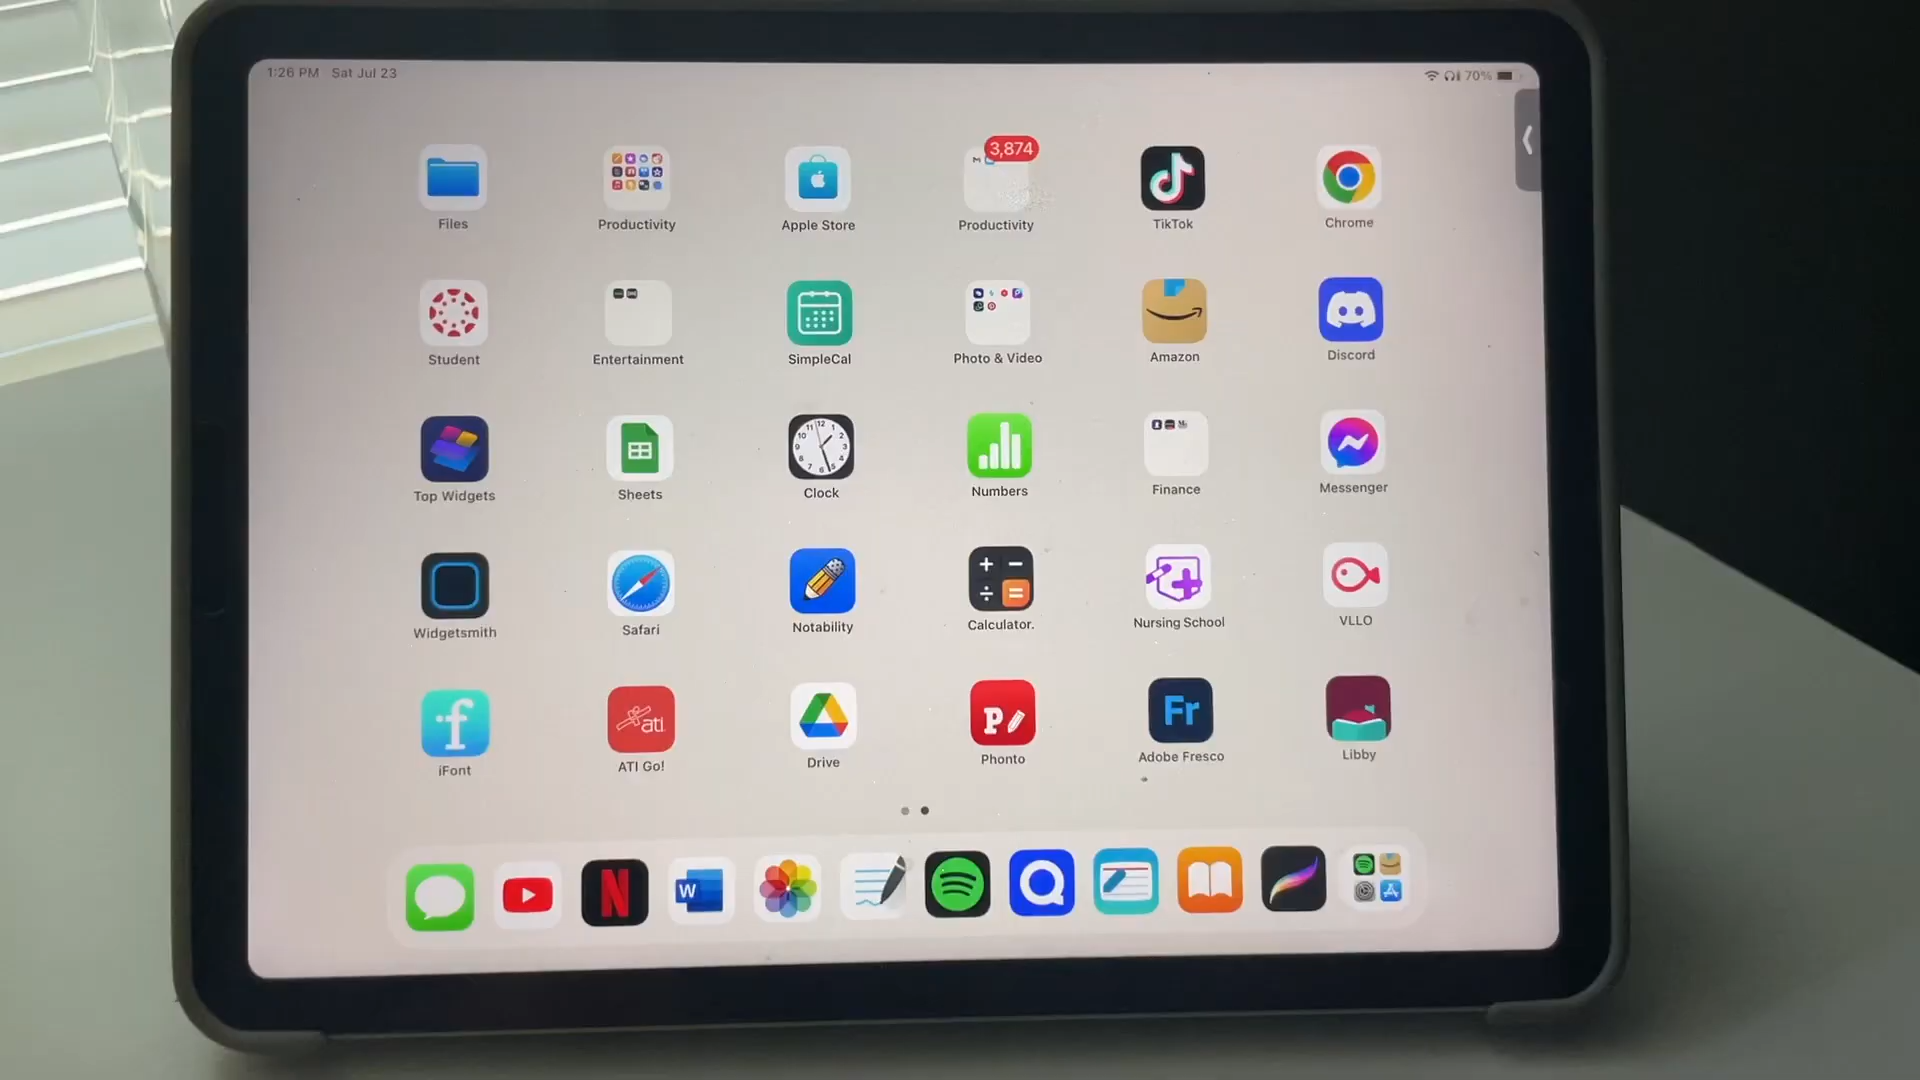 1:26 PM Sat Jul 23
70%
3,874
Files
Productivity
Apple Store
Productivity
TikTok
Chrome
Student
Entertainment
SimpleCal
Photo & Video
Amazon
Discord
Top Widgets
Sheets
Clock
Numbers
Finance
Messenger
Widgetsmith
Safari
Notability
Calculator.
Nursing School
VLLO
f
ati
P
Fr
iFont
ATI Go!
Drive
Phonto
Adobe Fresco
Libby
N
W